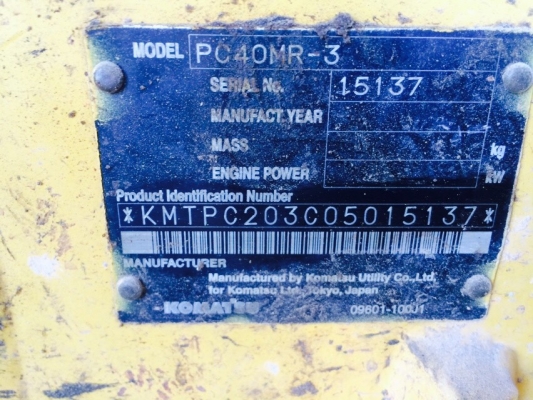 MODEL PC40MR-3
SERIAL No. 15137
MANUFACT YEAR
MASS kg
ENGINE POWER kW
Product Identification Number
*KMTPC203C05015137*
MANUFACTURER
Manufactured by Komatsu Utility Co.,Ltd.
for Komatsu Ltd. Tokyo, Japan
KOMATSU 09601-10001